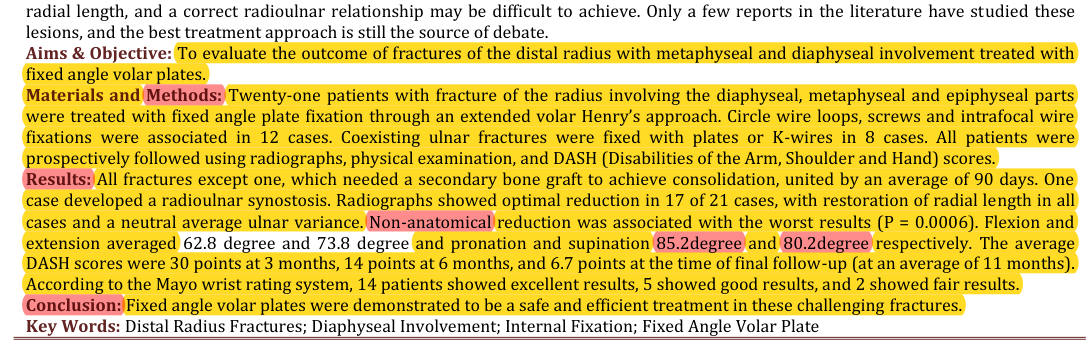 radial length, and a correct radioulnar relationship may be difficult to achieve. Only a few reports in the literature have studied these
lesions, and the best treatment approach is still the source of debate.
Aims & Objective: To evaluate the outcome of fractures of the distal radius with metaphyseal and diaphyseal involvement treated with
fixed angle volar plates.
Materials and Methods: Twenty-one patients with fracture of the radius involving the diaphyseal, metaphyseal and epiphyseal parts
were treated with fixed angle plate fixation through an extended volar Henry's approach. Circle wire loops, screws and intrafocal wire
fixations were associated in 12 cases. Coexisting ulnar fractures were fixed with plates or K-wires in 8 cases. All patients were
prospectively followed using radiographs, physical examination, and DASH (Disabilities of the Arm, Shoulder and Hand) scores.
Results: All fractures except one, which needed a secondary bone graft to achieve consolidation, united by an average of 90 days. One
case developed a radioulnar synostosis. Radiographs showed optimal reduction in 17 of 21 cases, with restoration of radial length in all
cases and a neutral average ulnar variance. Non-anatomical reduction was associated with the worst results (P = 0.0006). Flexion and
extension averaged 62.8 degree and 73.8 degree and pronation and supination 85.2degree and 80.2degree respectively. The average
DASH scores were 30 points at 3 months, 14 points at 6 months, and 6.7 points at the time of final follow-up (at an average of 11 months).
According to the Mayo wrist rating system, 14 patients showed excellent results, 5 showed good results, and 2 showed fair results.
Conclusion: Fixed angle volar plates were demonstrated to be a safe and efficient treatment in these challenging fractures.
Key Words: Distal Radius Fractures; Diaphyseal Involvement; Internal Fixation; Fixed Angle Volar Plate